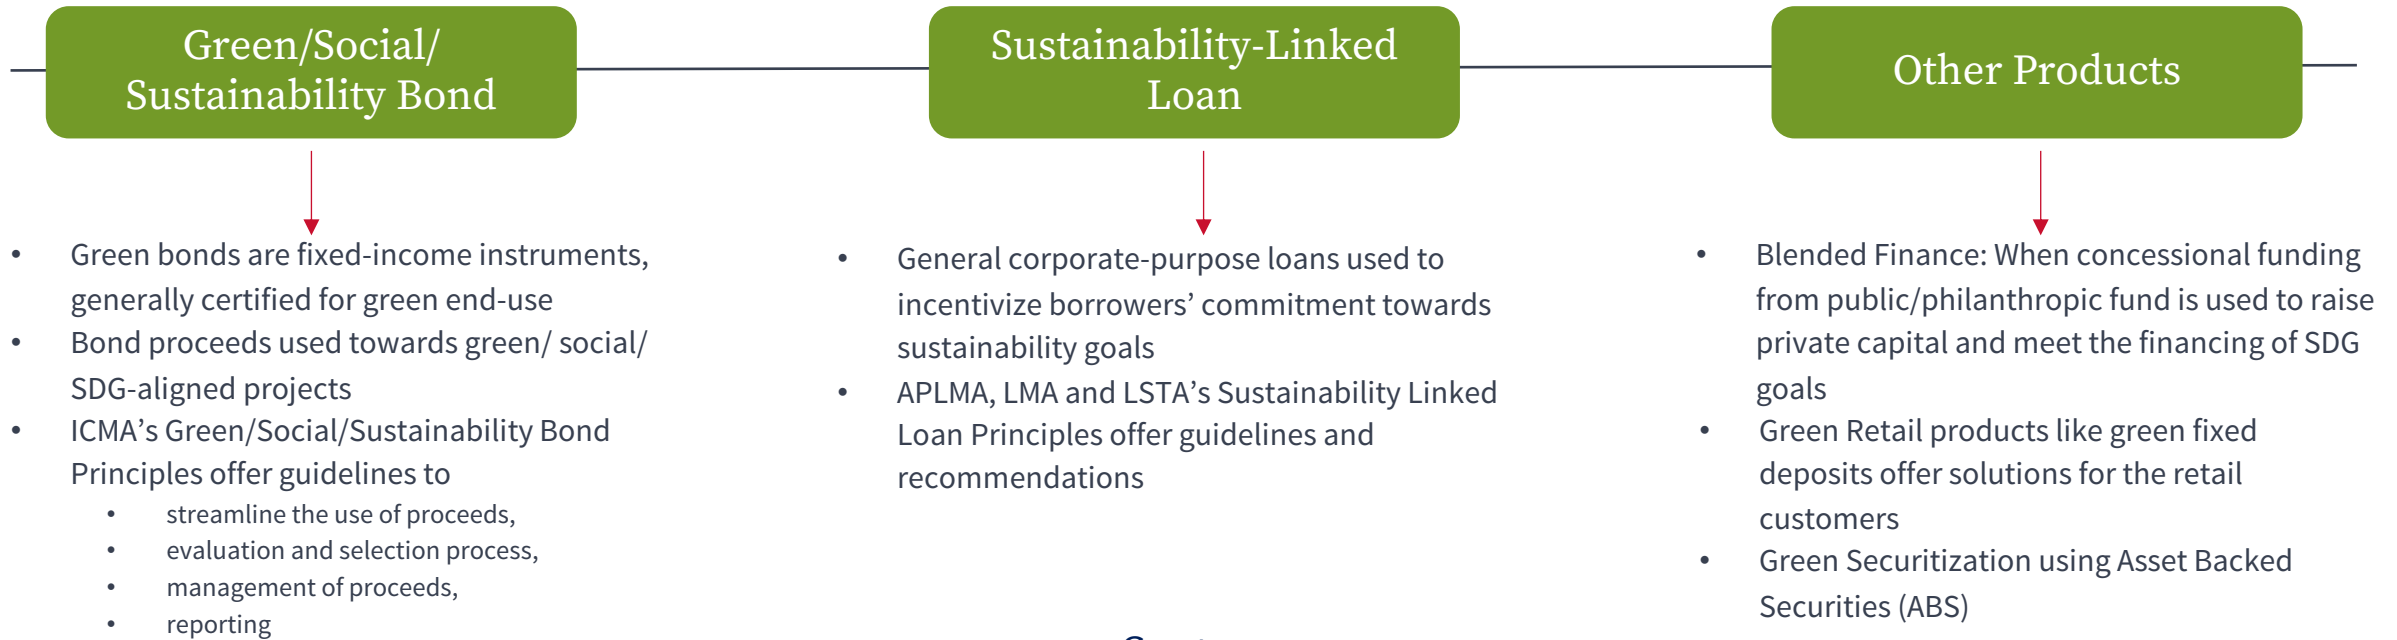 Green/Social/
Sustainability Bond
• Green bonds are fixed-income instruments,
generally certified for green end-use
• Bond proceeds used towards green/ social/
SDG-aligned projects
• ICMA’s Green/Social/Sustainability Bond
Principles offer guidelines to
• streamline the use of proceeds,
• evaluation and selection process,
• management of proceeds,
• reporting
Sustainability-Linked
Loan
• General corporate-purpose loans used to
incentivize borrowers’ commitment towards
sustainability goals
• APLMA, LMA and LSTA’s Sustainability Linked
Loan Principles offer guidelines and
recommendations
Other Products
• Blended Finance: When concessional funding
from public/philanthropic fund is used to raise
private capital and meet the financing of SDG
goals
• Green Retail products like green fixed
deposits offer solutions for the retail
customers
• Green Securitization using Asset Backed
Securities (ABS)